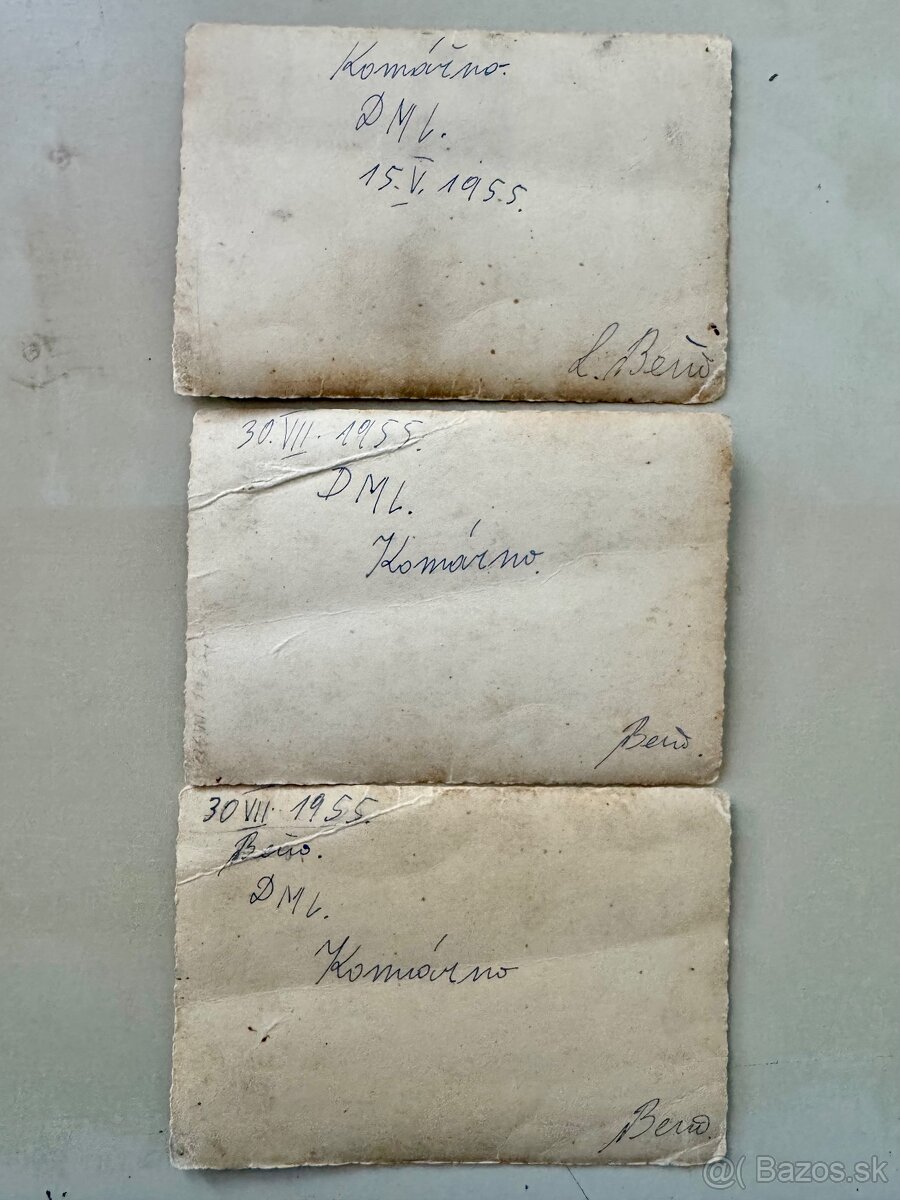 Komárno.
DML.
15.V.1955.
L. Beňo
30.VII.1955.
DML.
Komárno.
Beňo.
30 VII. 1955.
Beňo.
DML.
Komárno
Beňo.
@( Bazos.sk